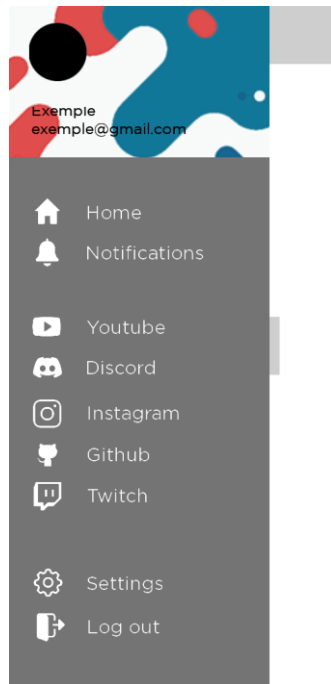 Exemple
exemple@gmail.com
Home
Notifications
Youtube
Discord
Instagram
Github
Twitch
Settings
Log out